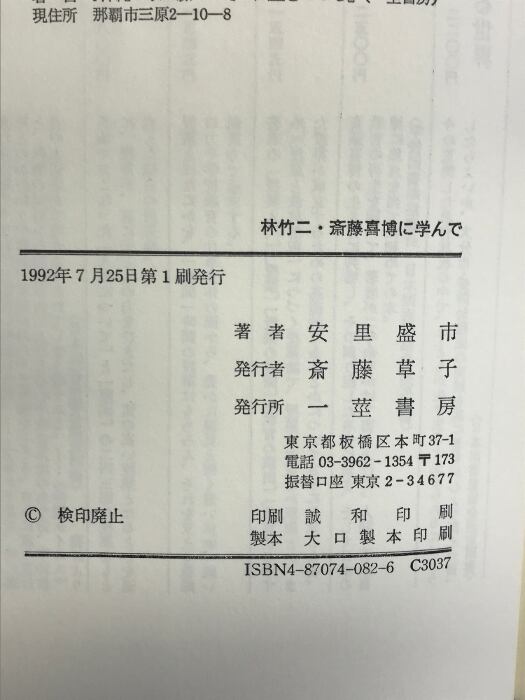 現住所 那覇市三原2-10-8
林竹二・斎藤喜博に学んで
1992年7月25日第1刷発行
著者 安里盛市
発行者 斎藤草子
発行所 一莖書房
東京都板橋区本町37-1
電話 03-3962-1354 〒173
振替口座 東京2-34677
© 検印廃止
印刷 誠和印刷
製本 大口製本印刷
ISBN4-87074-082-6 C3037